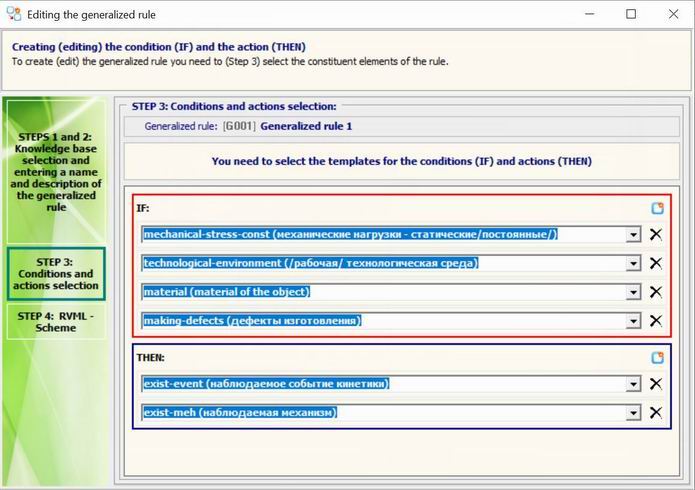 Editing the generalized rule
Creating (editing) the condition (IF) and the action (THEN)
To create (edit) the generalized rule you need to (Step 3) select the constituent elements of the rule.
STEPS 1 and 2:
Knowledge base
selection and
entering a name
and description of
the generalized
rule
STEP 3:
Conditions and
actions selection
STEP 4: RVML -
Scheme
STEP 3: Conditions and actions selection:
Generalized rule: [G001] Generalized rule 1
You need to select the templates for the conditions (IF) and actions (THEN)
IF:
mechanical-stress-const (механические нагрузки - статические/постоянные/)
technological-environment (/рабочая/ технологическая среда)
material (material of the object)
making-defects (дефекты изготовления)
THEN:
exist-event (наблюдаемое событие кинетики)
exist-meh (наблюдаемая механизм)